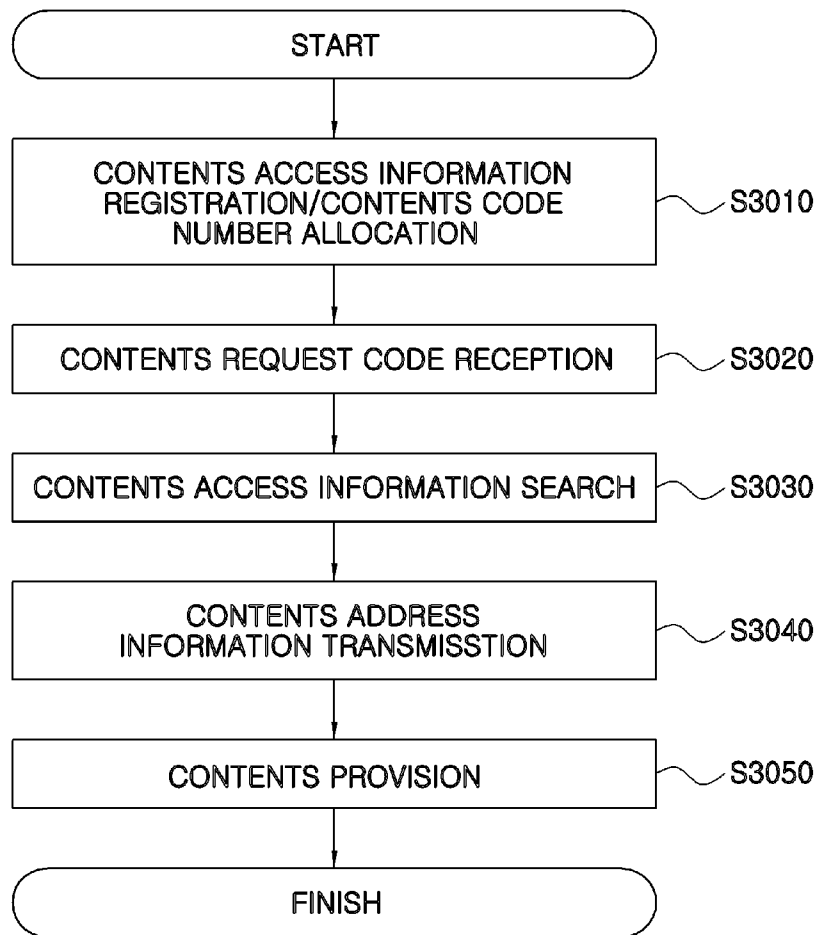 START
CONTENTS ACCESS INFORMATION
REGISTRATION/CONTENTS CODE
NUMBER ALLOCATION
S3010
CONTENTS REQUEST CODE RECEPTION
S3020
CONTENTS ACCESS INFORMATION SEARCH
S3030
CONTENTS ADDRESS
INFORMATION TRANSMISSTION
S3040
CONTENTS PROVISION
S3050
FINISH